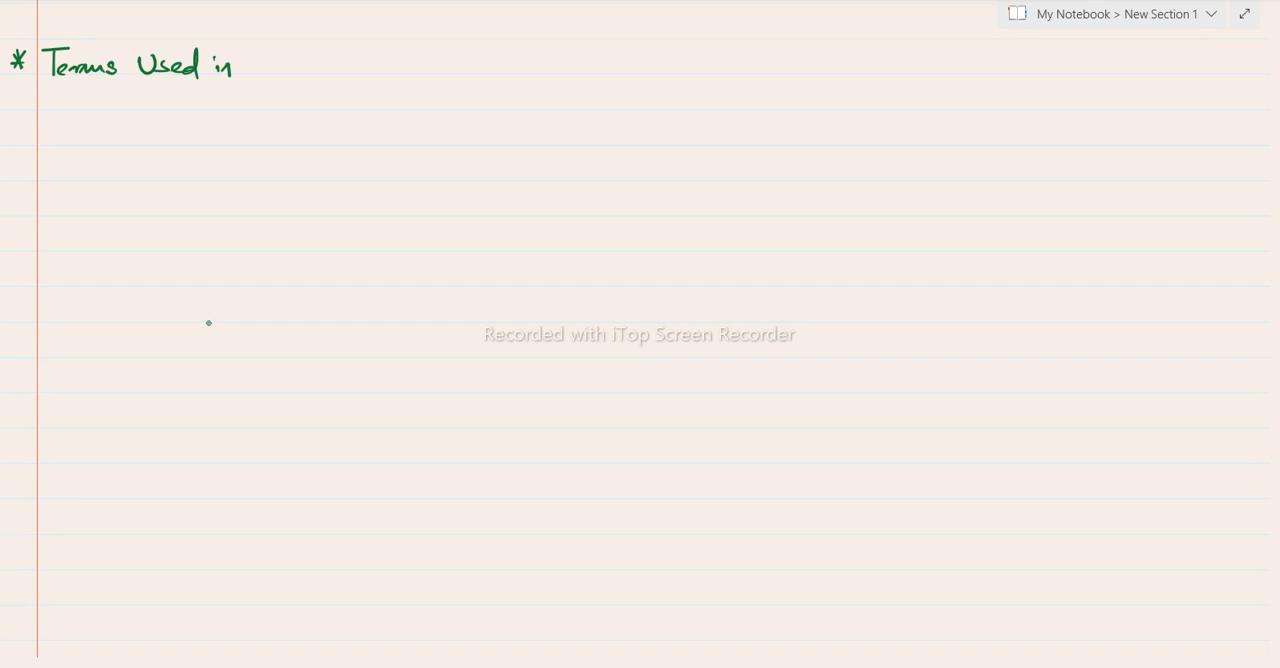 My Notebook > New Section 1
* Terms Used in
Recorded with iTop Screen Recorder